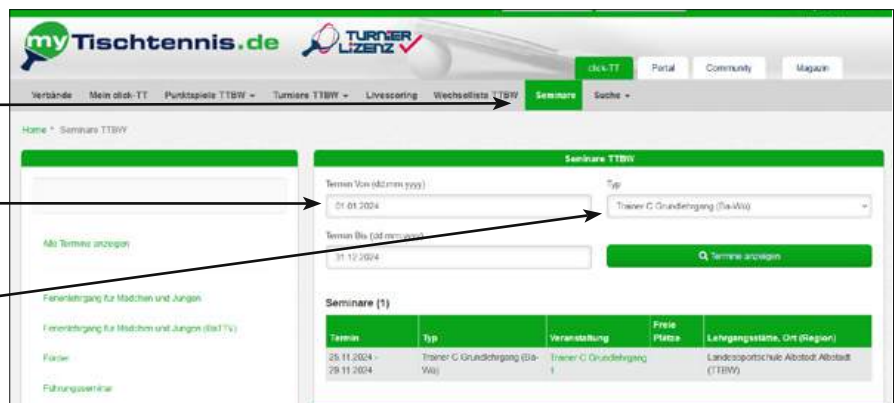 myTischtennis.de TURNIER LIZENZ
click-TT Portal Community Magazin
Verbände Mein click-TT Punktspiele TTBW Turniere TTBW Livescoring Wechselliste TTBW Seminare Suche
Home Seminare TTBW
Seminare TTBW
Termin Von (dd.mm.yyyy) Typ
01.01.2024 Trainer C Grundlehrgang (Ba-Wü)
Termin Bis (dd.mm.yyyy)
31.12.2024 Termine anzeigen
Alle Termine anzeigen
Ferienlehrgang für Mädchen und Jungen
Ferienlehrgang für Mädchen und Jungen (BaTTV)
Förder
Führungsseminar
Seminare (1)
Termin Typ Veranstaltung Freie Plätze Lehrgangsstätte, Ort (Region)
25.11.2024 - Trainer C Grundlehrgang (Ba- Trainer C Grundlehrgang Landessportschule Albstadt Albstadt
29.11.2024 Wü) 1 (TTBW)